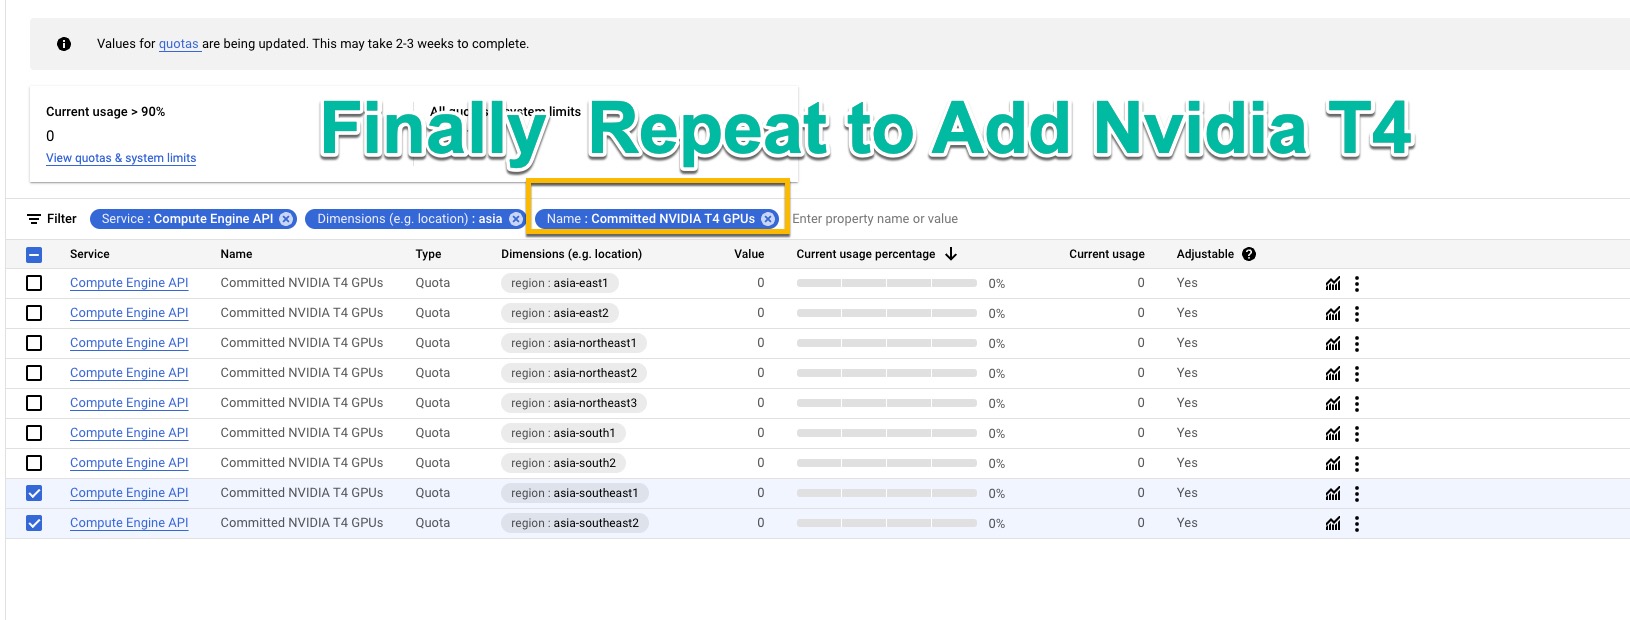 Values for quotas are being updated. This may take 2-3 weeks to complete.
Current usage > 90%
0
View quotas & system limits
Finally Repeat to Add Nvidia T4
Filter Service : Compute Engine API Dimensions (e.g. location) : asia Name : Committed NVIDIA T4 GPUs Enter property name or value
Service Name Type Dimensions (e.g. location) Value Current usage percentage Current usage Adjustable
Compute Engine API Committed NVIDIA T4 GPUs Quota region : asia-east1 0 0% 0 Yes
Compute Engine API Committed NVIDIA T4 GPUs Quota region : asia-east2 0 0% 0 Yes
Compute Engine API Committed NVIDIA T4 GPUs Quota region : asia-northeast1 0 0% 0 Yes
Compute Engine API Committed NVIDIA T4 GPUs Quota region : asia-northeast2 0 0% 0 Yes
Compute Engine API Committed NVIDIA T4 GPUs Quota region : asia-northeast3 0 0% 0 Yes
Compute Engine API Committed NVIDIA T4 GPUs Quota region : asia-south1 0 0% 0 Yes
Compute Engine API Committed NVIDIA T4 GPUs Quota region : asia-south2 0 0% 0 Yes
Compute Engine API Committed NVIDIA T4 GPUs Quota region : asia-southeast1 0 0% 0 Yes
Compute Engine API Committed NVIDIA T4 GPUs Quota region : asia-southeast2 0 0% 0 Yes